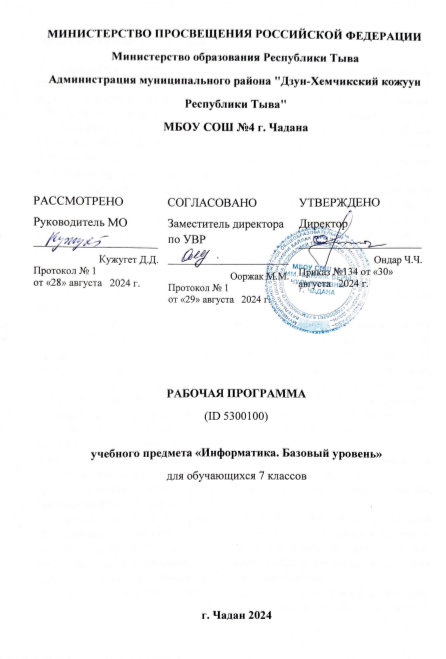 МИНИСТЕРСТВО ПРОСВЕЩЕНИЯ РОССИЙСКОЙ ФЕДЕРАЦИИ
Министерство образования Республики Тыва
Администрация муниципального района "Дзун-Хемчикский кожуун
Республики Тыва"
МБОУ СОШ №4 г. Чадана
РАССМОТРЕНО
Руководитель МО
Кужугет Д.Д.
Протокол № 1
от «28» августа 2024 г.
СОГЛАСОВАНО
Заместитель директора
по УВР
Ооржак М.М.
Протокол № 1
от «29» августа 2024 г.
УТВЕРЖДЕНО
Директор
Ондар Ч.Ч.
Приказ №134 от «30»
августа 2024 г.
МБОУ СОШ
Г. ЧАДАНА
РАБОЧАЯ ПРОГРАММА
(ID 5300100)
учебного предмета «Информатика. Базовый уровень»
для обучающихся 7 классов
г. Чадан 2024